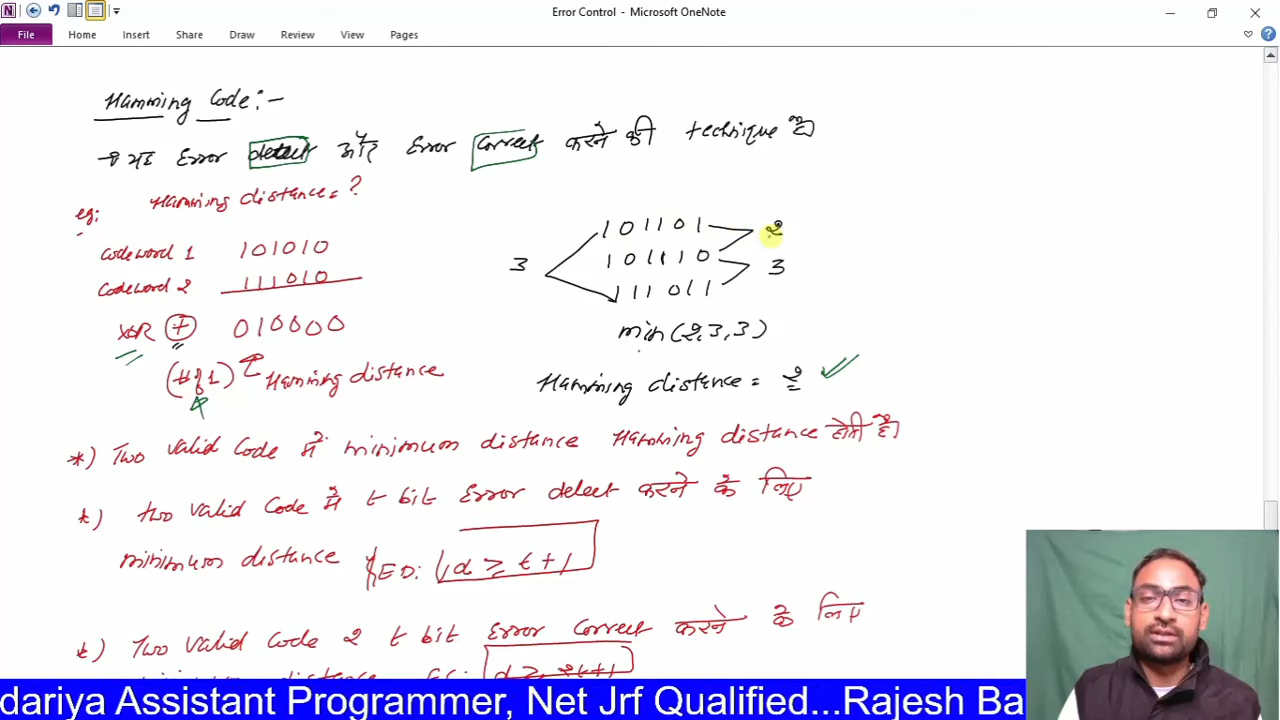 Error Control - Microsoft OneNote
File Home Insert Share Draw Review View Pages
Hamming Code:-
→ यह Error detect और Error correct करने की technique है।
Hamming distance = ?
eg:
Codeword 1 101010
Codeword 2 111010
XOR + 010000
(# of 1) Hamming distance
101101 2
3 101110
3
111011
min(2,3,3)
Hamming distance = 2
*) Two valid Code में minimum distance Hamming distance होती है।
*) two valid Code में t bit Error detect करने के लिए
minimum distance ED: d ≥ t+1
*) Two valid Code 2 t bit Error Correct करने के लिए
d ≥ 2t+1
dariya Assistant Programmer, Net Jrf Qualified...Rajesh Ba